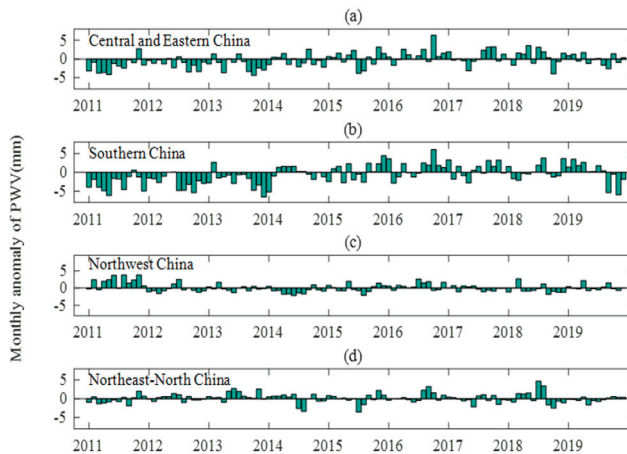 (a)
Central and Eastern China
5
0
-5
2011 2012 2013 2014 2015 2016 2017 2018 2019
(b)
Southern China
5
0
-5
2011 2012 2013 2014 2015 2016 2017 2018 2019
(c)
Northwest China
5
0
-5
2011 2012 2013 2014 2015 2016 2017 2018 2019
(d)
Northeast-North China
5
0
-5
2011 2012 2013 2014 2015 2016 2017 2018 2019
Monthly anomaly of PWV(mm)